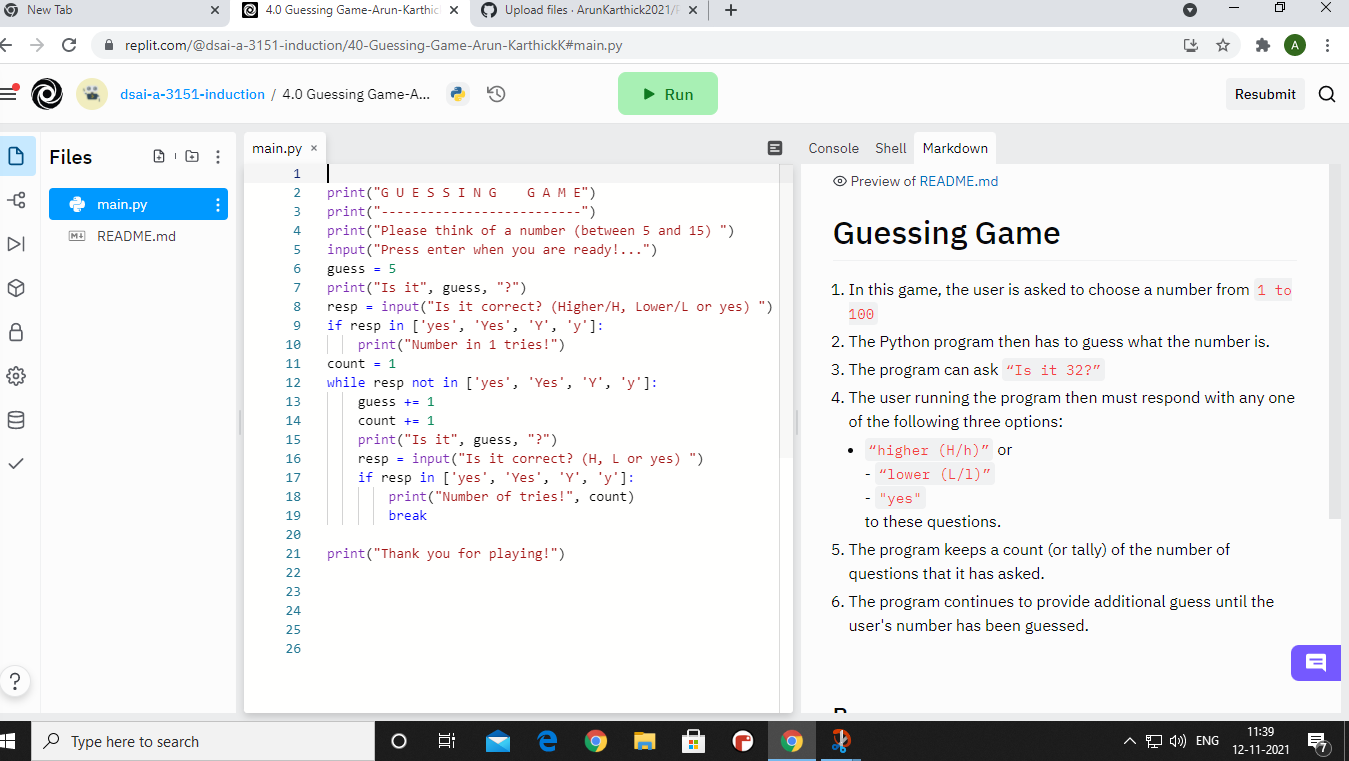 New Tab
4.0 Guessing Game-Arun-Karthic
Upload files · ArunKarthick2021/
replit.com/@dsai-a-3151-induction/40-Guessing-Game-Arun-KarthickK#main.py
A
dsai-a-3151-induction / 4.0 Guessing Game-A...
Run
Resubmit
Files
main.py
README.md
main.py ×
1
2 print("G U E S S I N G    G A M E")
3 print("--------------------------")
4 print("Please think of a number (between 5 and 15) ")
5 input("Press enter when you are ready!...")
6 guess = 5
7 print("Is it", guess, "?")
8 resp = input("Is it correct? (Higher/H, Lower/L or yes) ")
9 if resp in ['yes', 'Yes', 'Y', 'y']:
10     print("Number in 1 tries!")
11 count = 1
12 while resp not in ['yes', 'Yes', 'Y', 'y']:
13     guess += 1
14     count += 1
15     print("Is it", guess, "?")
16     resp = input("Is it correct? (H, L or yes) ")
17     if resp in ['yes', 'Yes', 'Y', 'y']:
18         print("Number of tries!", count)
19         break
20
21 print("Thank you for playing!")
22
23
24
25
26
Console Shell Markdown
Preview of README.md
Guessing Game
1. In this game, the user is asked to choose a number from 1 to
100
2. The Python program then has to guess what the number is.
3. The program can ask “Is it 32?”
4. The user running the program then must respond with any one
of the following three options:
• “higher (H/h)” or
- “lower (L/l)”
- "yes"
to these questions.
5. The program keeps a count (or tally) of the number of
questions that it has asked.
6. The program continues to provide additional guess until the
user's number has been guessed.
?
Type here to search
ENG
11:39
12-11-2021
7